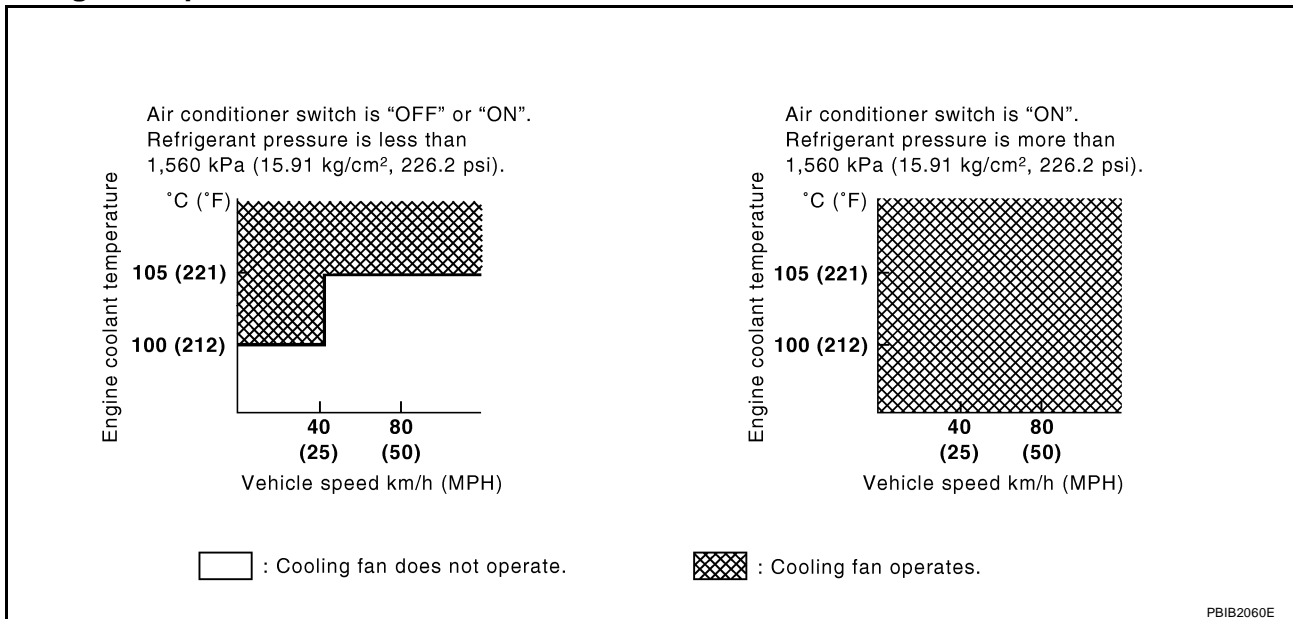 Air conditioner switch is “OFF” or “ON”.
Refrigerant pressure is less than
1,560 kPa (15.91 kg/cm², 226.2 psi).
Engine coolant temperature
˚C (˚F)
105 (221)
100 (212)
40
(25)
80
(50)
Vehicle speed km/h (MPH)
Air conditioner switch is “ON”.
Refrigerant pressure is more than
1,560 kPa (15.91 kg/cm², 226.2 psi).
Engine coolant temperature
˚C (˚F)
105 (221)
100 (212)
40
(25)
80
(50)
Vehicle speed km/h (MPH)
: Cooling fan does not operate.
: Cooling fan operates.
PBIB2060E